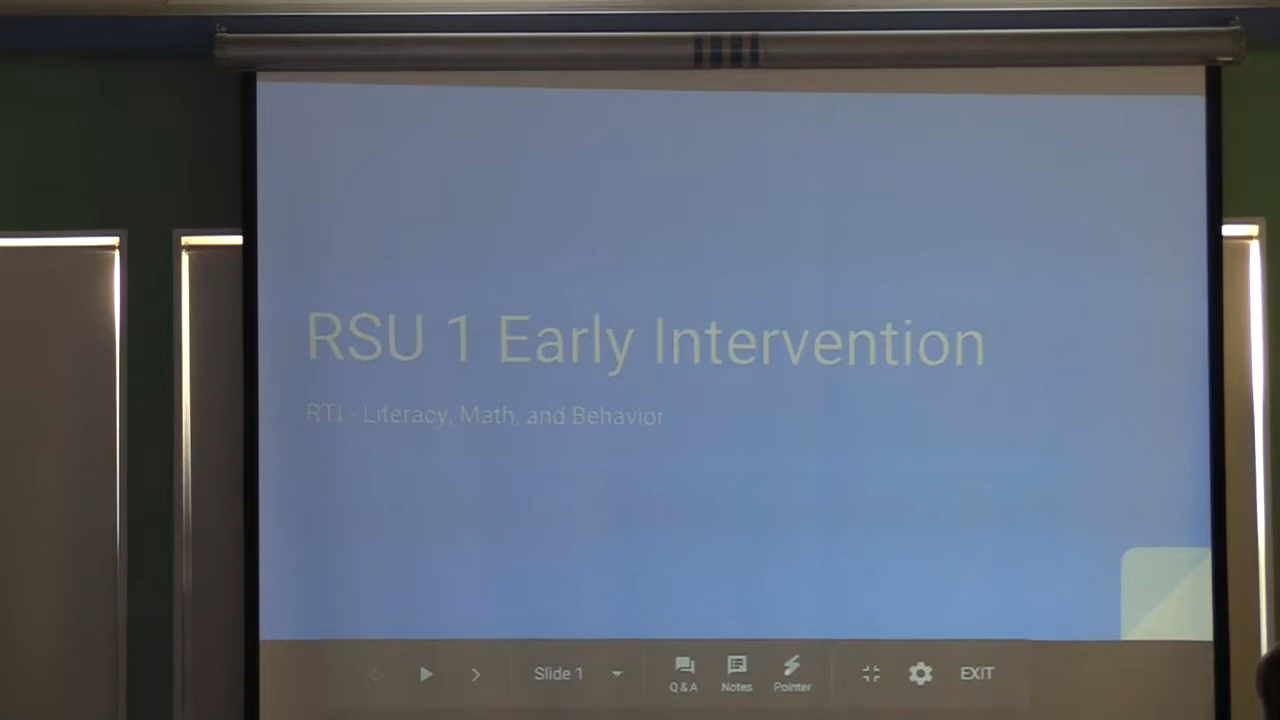 RSU 1 Early Intervention
RTI - Literacy, Math, and Behavior
Slide 1
Q&A
Notes
Pointer
EXIT